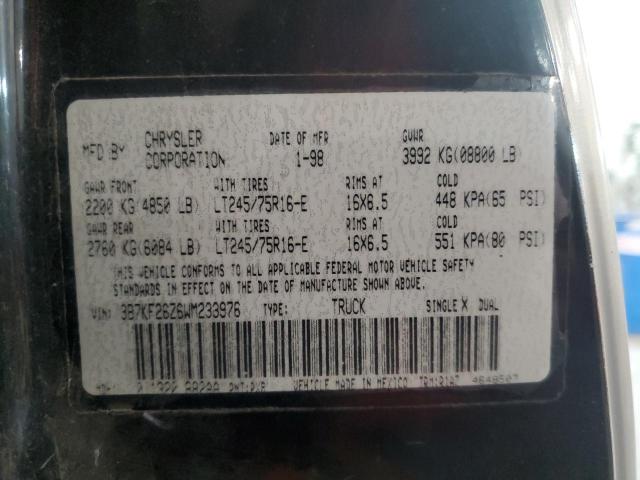 MFD BY CHRYSLER CORPORATION DATE OF MFR 1-98 GVWR 3992 KG(08800 LB)
GAWR FRONT WITH TIRES RIMS AT COLD
2200 KG(4850 LB) LT245/75R16-E 16X6.5 448 KPA(65 PSI)
GAWR REAR WITH TIRES RIMS AT COLD
2760 KG(6084 LB) LT245/75R16-E 16X6.5 551 KPA(80 PSI)
THIS VEHICLE CONFORMS TO ALL APPLICABLE FEDERAL MOTOR VEHICLE SAFETY
STANDARDS IN EFFECT ON THE DATE OF MANUFACTURE SHOWN ABOVE.
VIN: 3B7KF26Z6WM233976 TYPE: TRUCK SINGLE X DUAL
VEHICLE MADE IN MEXICO 4648507